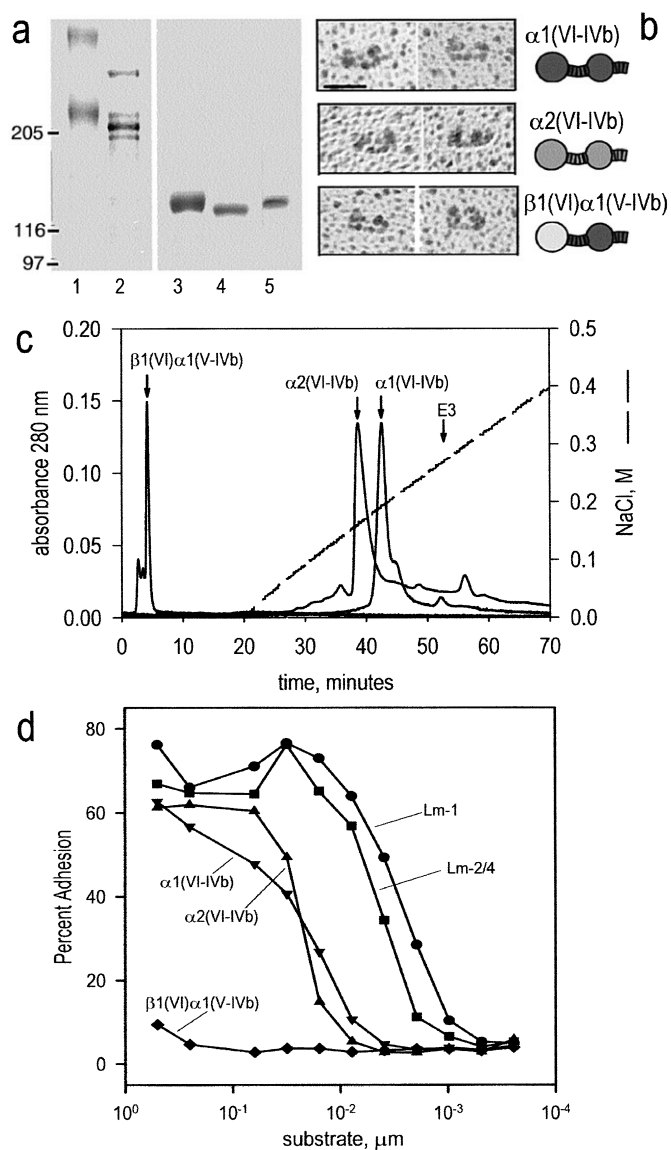 a
b
205
116
97
1 2 3 4 5
α1(VI-IVb)
α2(VI-IVb)
β1(VI)α1(V-IVb)
c
0.20
0.15
0.10
0.05
0.00
absorbance 280 nm
β1(VI)α1(V-IVb)
α2(VI-IVb)
α1(VI-IVb)
E3
0.5
0.4
0.3
0.2
0.1
0.0
NaCl, M
0 10 20 30 40 50 60 70
time, minutes
d
80
60
40
20
0
Percent Adhesion
Lm-1
Lm-2/4
α1(VI-IVb)
α2(VI-IVb)
β1(VI)α1(V-IVb)
10⁰ 10⁻¹ 10⁻² 10⁻³ 10⁻⁴
substrate, μm